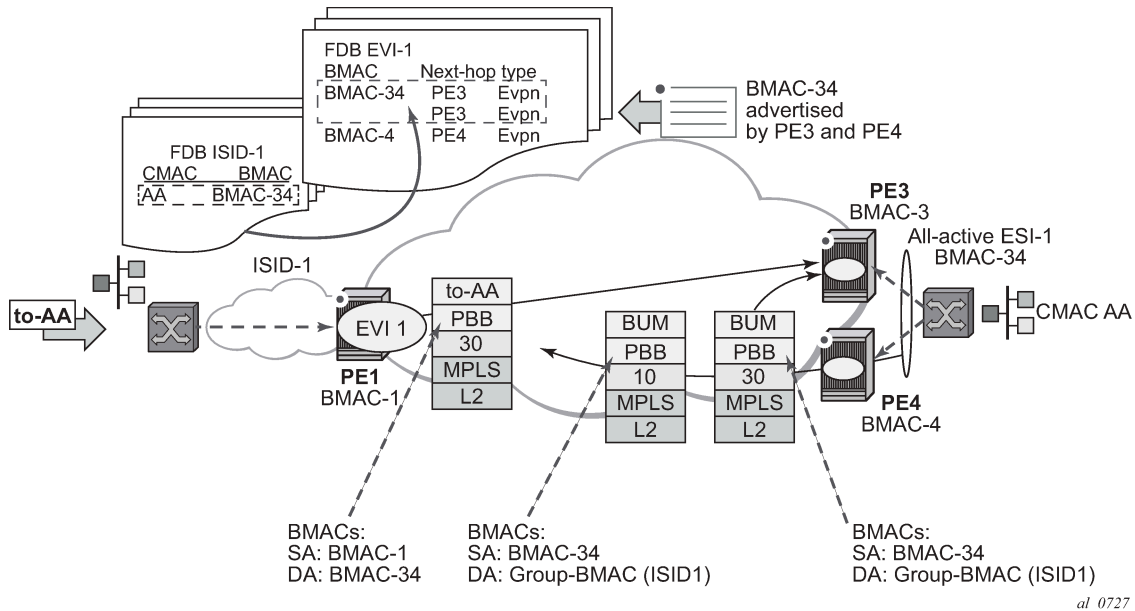 FDB EVI-1
BMAC Next-hop type
BMAC-34 PE3 Evpn
PE3 Evpn
BMAC-4 PE4 Evpn
BMAC-34
advertised
by PE3 and PE4
FDB ISID-1
CMAC BMAC
AA BMAC-34
PE3
BMAC-3
All-active ESI-1
BMAC-34
ISID-1
to-AA
EVI 1
PE1
BMAC-1
to-AA
PBB
30
MPLS
L2
BUM
PBB
10
MPLS
L2
BUM
PBB
30
MPLS
L2
CMAC AA
PE4
BMAC-4
BMACs:
SA: BMAC-1
DA: BMAC-34
BMACs:
SA: BMAC-34
DA: Group-BMAC (ISID1)
BMACs:
SA: BMAC-34
DA: Group-BMAC (ISID1)
al_0727